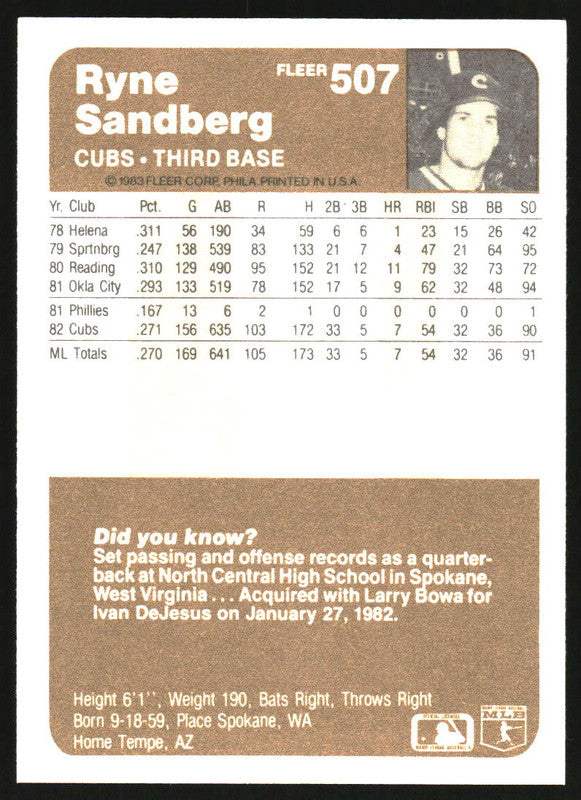 Ryne
Sandberg
FLEER 507
CUBS • THIRD BASE
© 1983 FLEER CORP., PHILA. PRINTED IN U.S.A.
Yr. Club Pct. G AB R H 2B 3B HR RBI SB BB SO
78 Helena .311 56 190 34 59 6 6 1 23 15 26 42
79 Sprtnbrg .247 138 539 83 133 21 7 4 47 21 64 95
80 Reading .310 129 490 95 152 21 12 11 79 32 73 72
81 Okla City .293 133 519 78 152 17 5 9 62 32 48 94
81 Phillies .167 13 6 2 1 0 0 0 0 0 0 1
82 Cubs .271 156 635 103 172 33 5 7 54 32 36 90
ML Totals .270 169 641 105 173 33 5 7 54 32 36 91
Did you know?
Set passing and offense records as a quarter-
back at North Central High School in Spokane,
West Virginia . . . Acquired with Larry Bowa for
Ivan DeJesus on January 27, 1982.
Height 6'1'', Weight 190, Bats Right, Throws Right
Born 9-18-59, Place Spokane, WA
Home Tempe, AZ
MLB